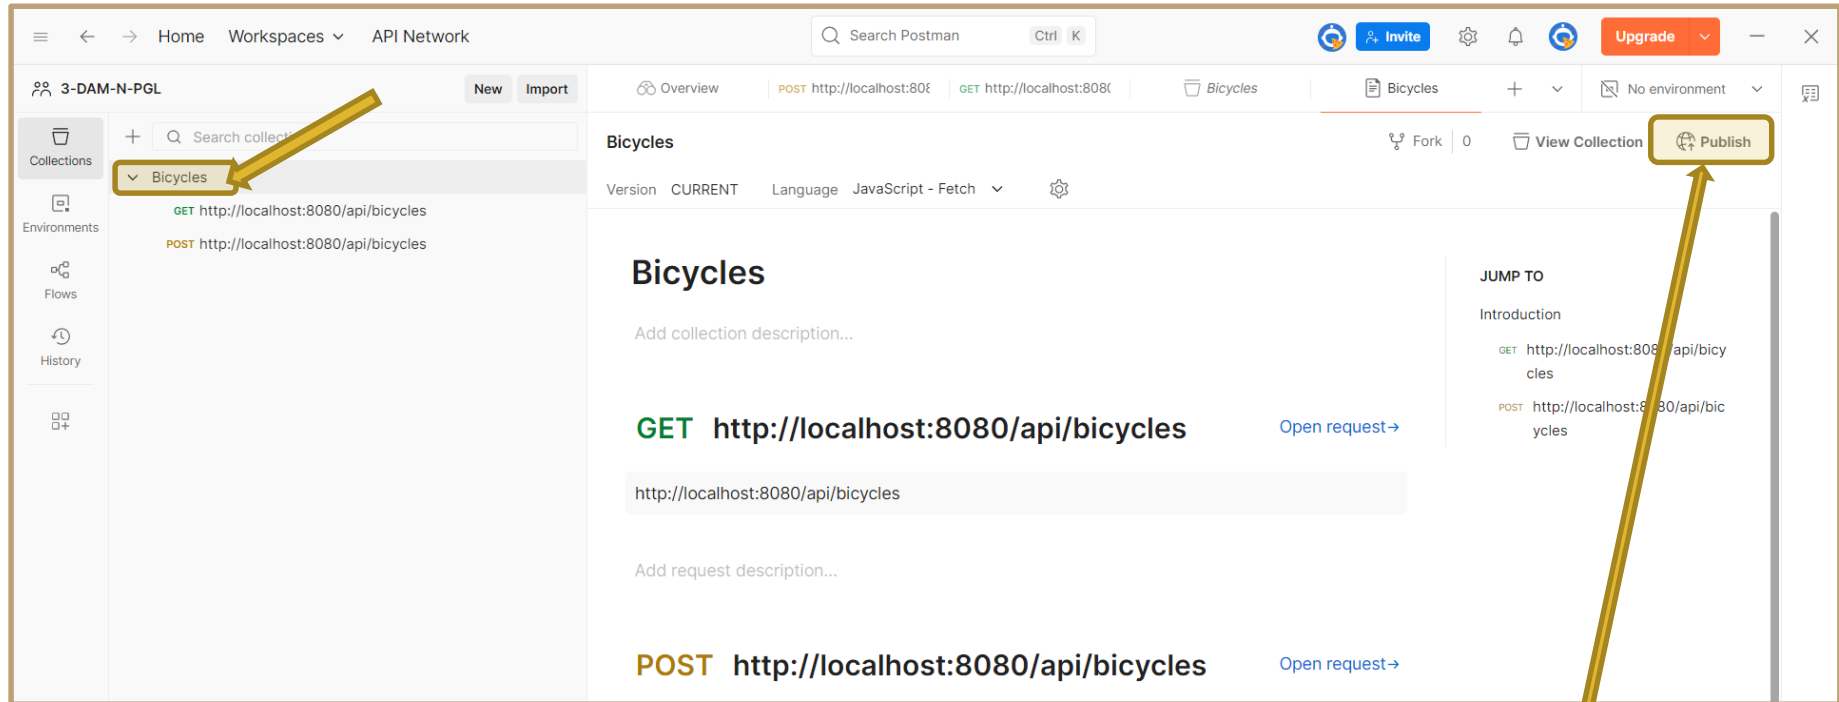 Home Workspaces API Network Search Postman Ctrl K Invite Upgrade
3-DAM-N-PGL New Import Overview POST http://localhost:808 GET http://localhost:808 Bicycles Bicycles No environment
Collections
Search collecti
Bicycles Fork 0 View Collection Publish
Bicycles
Version CURRENT Language JavaScript - Fetch
GET http://localhost:8080/api/bicycles
Environments
POST http://localhost:8080/api/bicycles
Flows
History
Bicycles
Add collection description...
GET http://localhost:8080/api/bicycles Open request→
http://localhost:8080/api/bicycles
Add request description...
POST http://localhost:8080/api/bicycles Open request→
JUMP TO
Introduction
GET http://localhost:808 /api/bicy
cles
POST http://localhost:8 80/api/bic
ycles